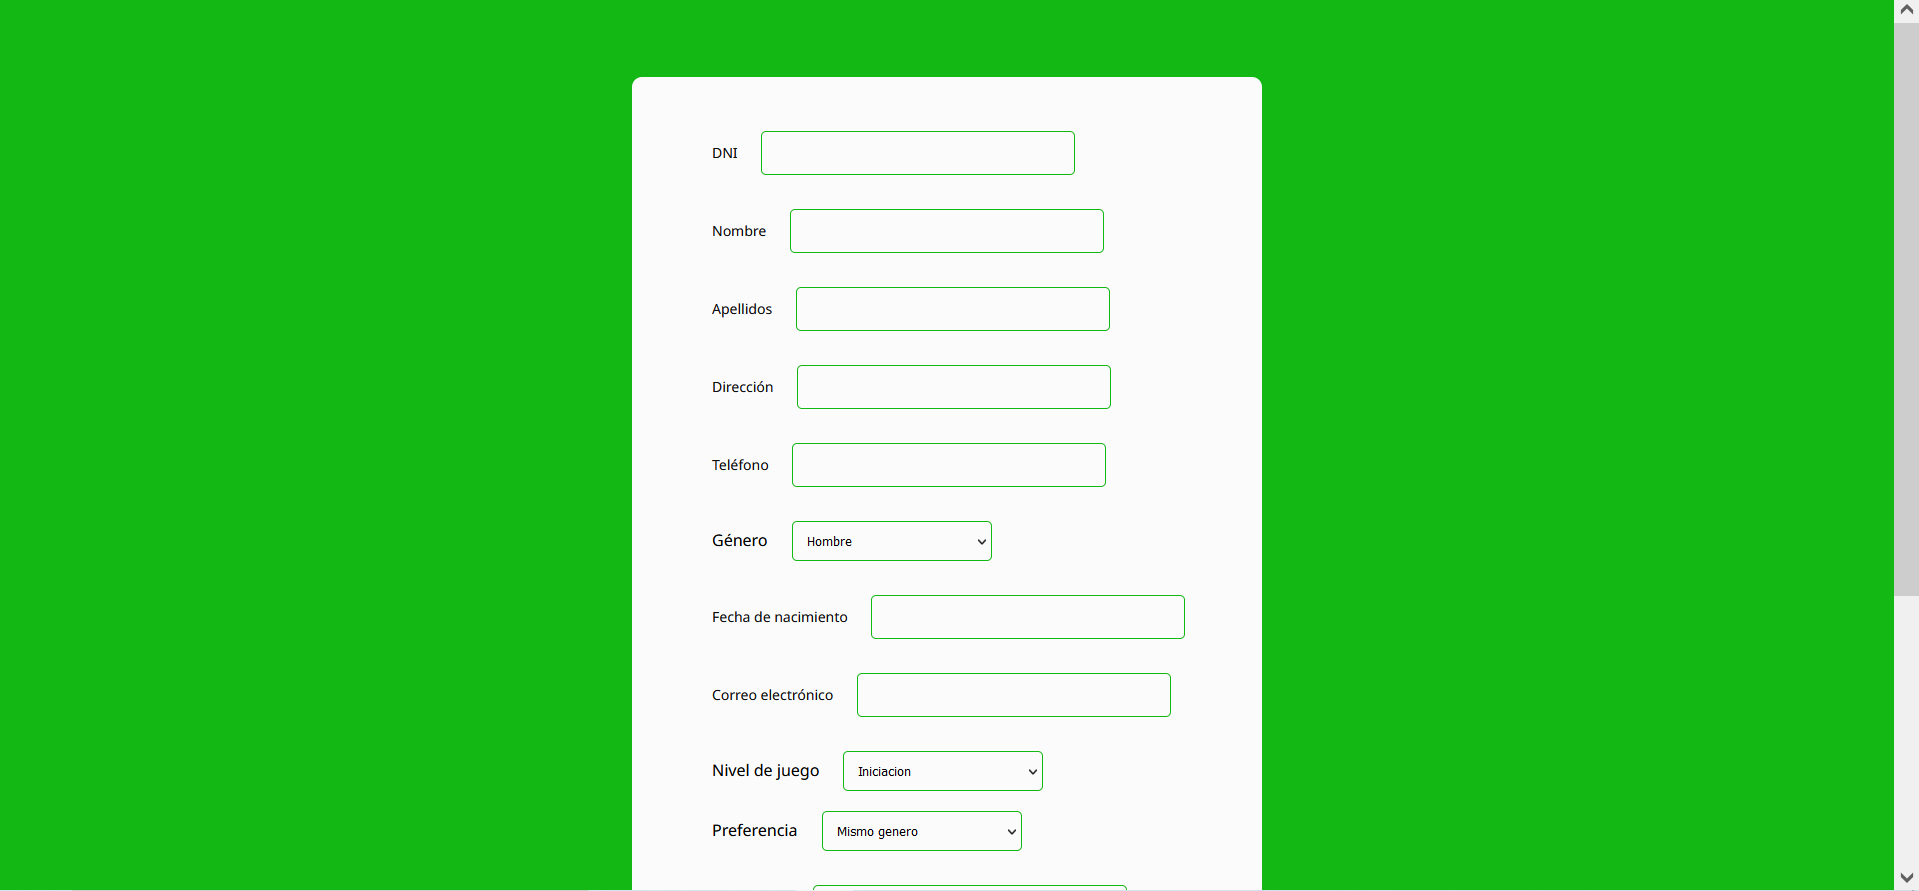 DNI
Nombre
Apellidos
Dirección
Teléfono
Género Hombre
Fecha de nacimiento
Correo electrónico
Nivel de juego Iniciacion
Preferencia Mismo genero